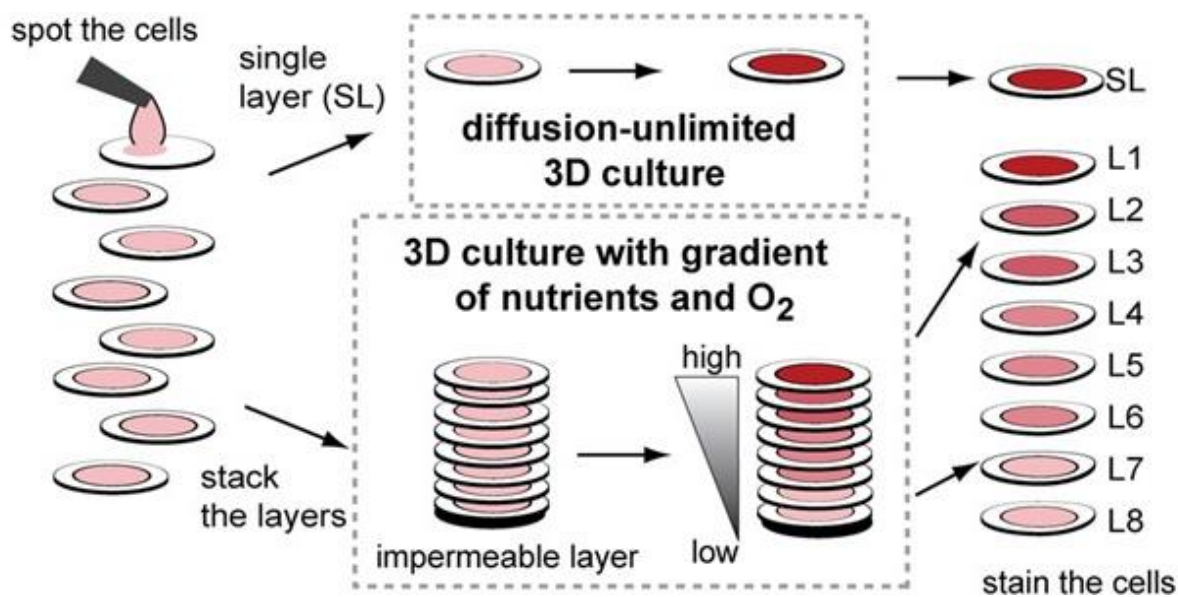 spot the cells
single
layer (SL)
diffusion-unlimited
3D culture
SL
L1
L2
L3
L4
L5
L6
L7
L8
3D culture with gradient
of nutrients and O₂
high
low
stack
the layers
impermeable layer
stain the cells